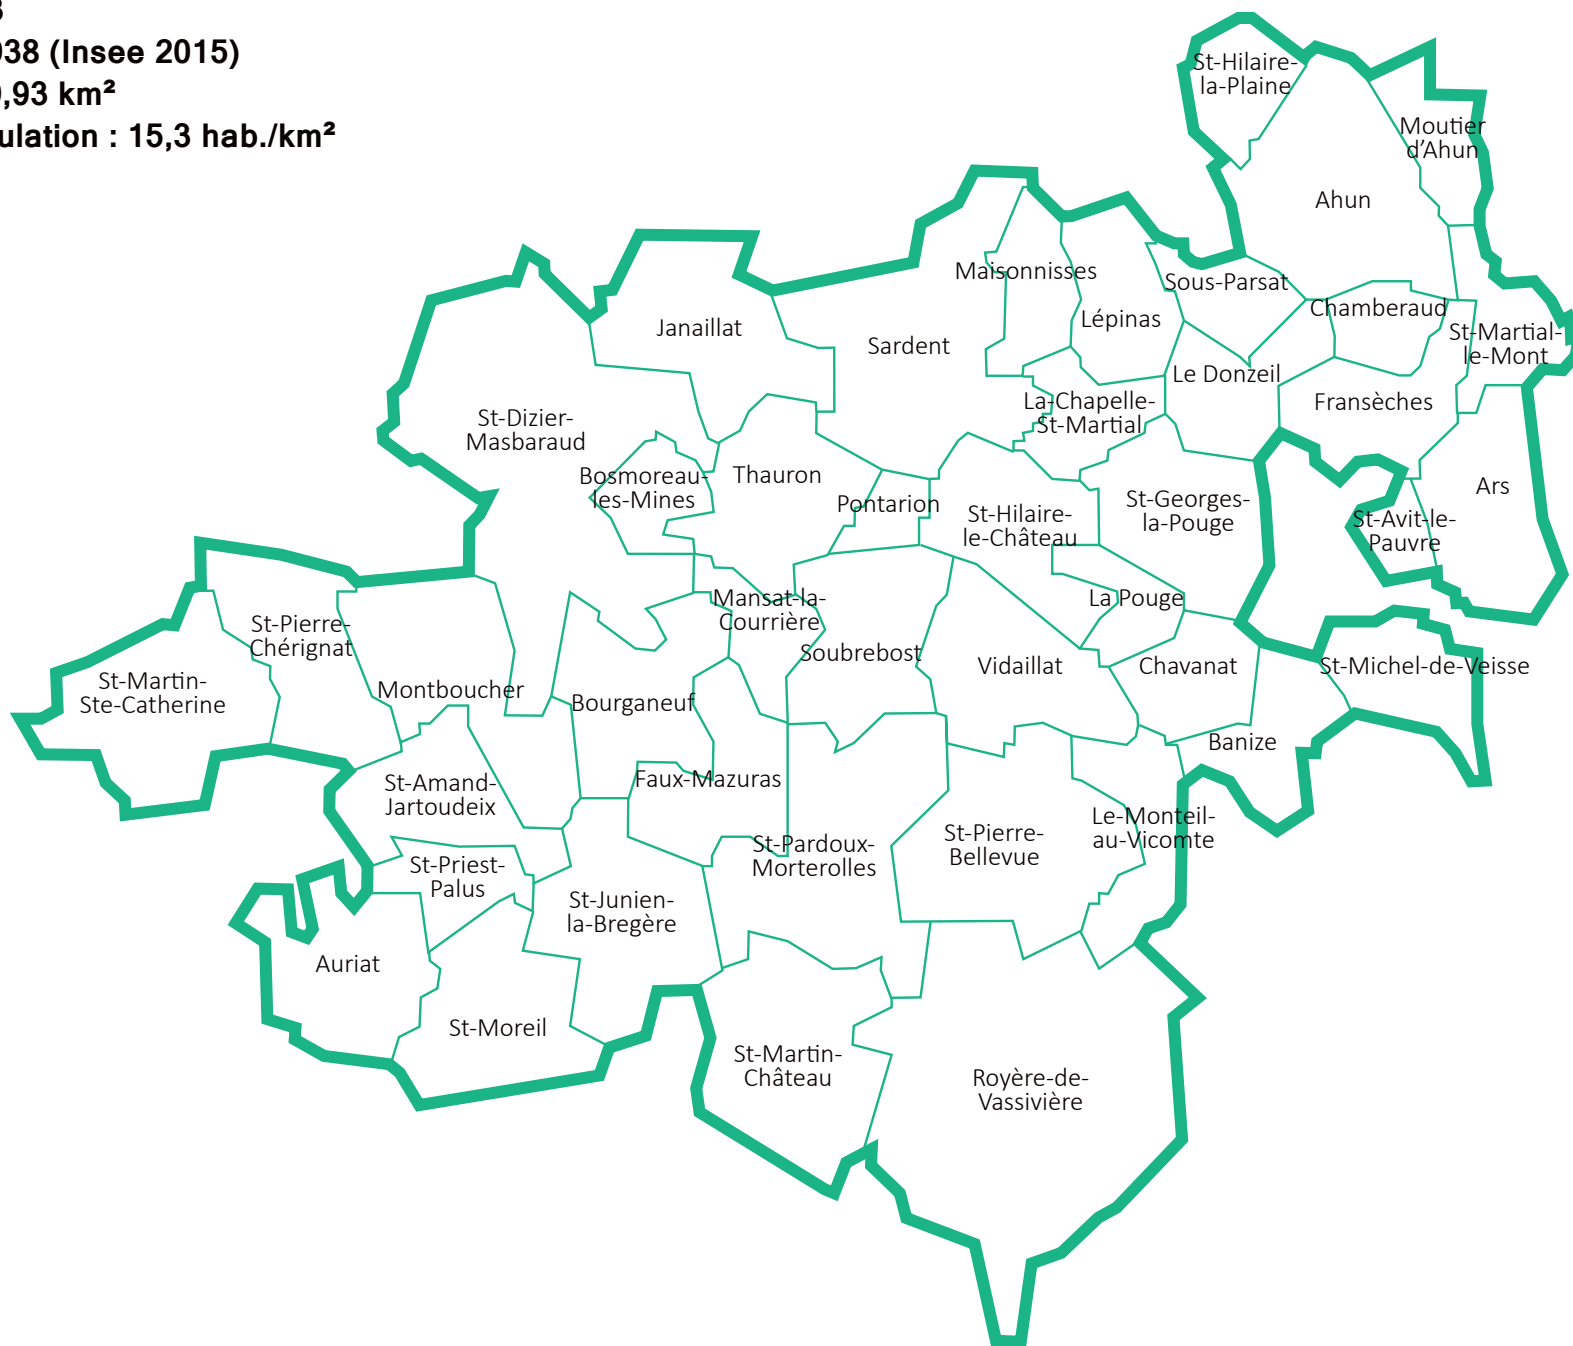 938 (Insee 2015)
9,93 km²
ulation : 15,3 hab./km²
St-Hilaire-
la-Plaine
Moutier
d'Ahun
Ahun
Maisonnisses
Sous-Parsat
Chamberaud
Lépinas
Janaillat
Sardent
St-Martial-
le-Mont
Le Donzeil
Fransèches
La-Chapelle-
St-Martial
St-Dizier-
Masbaraud
Bosmoreau-
les-Mines
Thauron
Pontarion
St-Hilaire-
le-Château
St-Georges-
la-Pouge
Ars
St-Avit-le-
Pauvre
Mansat-la-
Courrière
La Pouge
St-Pierre-
Chérignat
Soubrebost
Vidaillat
Chavanat
St-Michel-de-Veisse
St-Martin-
Ste-Catherine
Montboucher
Bourganeuf
Banize
St-Amand-
Jartoudeix
Faux-Mazuras
Le-Monteil-
au-Vicomte
St-Pierre-
Bellevue
St-Pardoux-
Morterolles
St-Priest-
Palus
St-Junien-
la-Bregère
Auriat
St-Moreil
St-Martin-
Château
Royère-de-
Vassivière